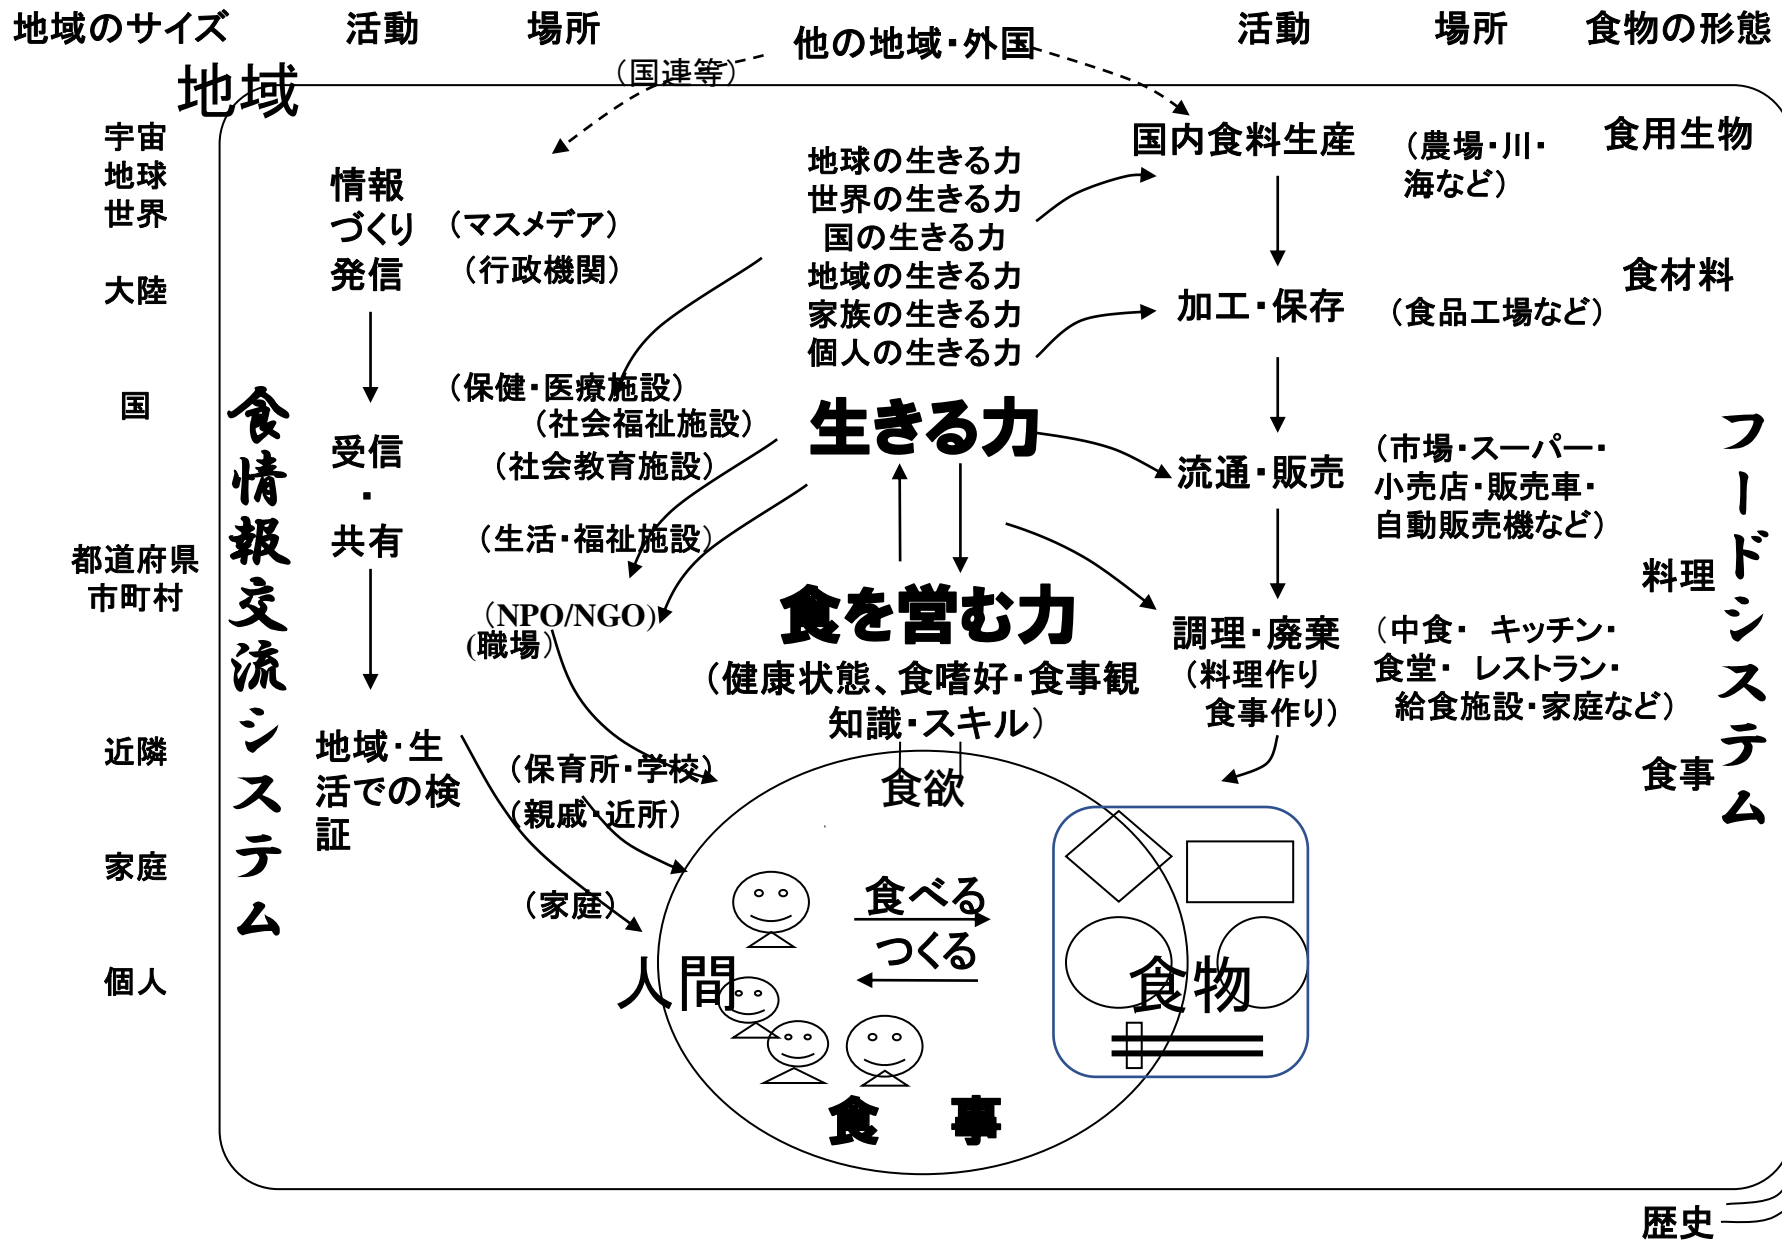 地域のサイズ
活動
場所
他の地域・外国
活動
場所
食物の形態
地域
（国連等）
宇宙
地球
世界
大陸
国
都道府県
市町村
近隣
家庭
個人
食情報交流システム
情報
づくり
発信
受信
・
共有
地域・生
活での検
証
（マスメデア）
（行政機関）
（保健・医療施設）
（社会福祉施設）
（社会教育施設）
（生活・福祉施設）
（NPO/NGO)
(職場）
（保育所・学校）
（親戚・近所）
（家庭）
地球の生きる力
世界の生きる力
国の生きる力
地域の生きる力
家族の生きる力
個人の生きる力
生きる力
食を営む力
（健康状態、食嗜好・食事観
知識・スキル）
食欲
食べる
つくる
人間
食物
食　事
国内食料生産
加工・保存
流通・販売
調理・廃棄
（料理作り
食事作り）
（農場・川・
海など）
（食品工場など）
（市場・スーパー・
小売店・販売車・
自動販売機など）
（中食・ キッチン・
食堂・ レストラン・
給食施設・家庭など）
食用生物
食材料
料理
食事
フードシステム
歴史